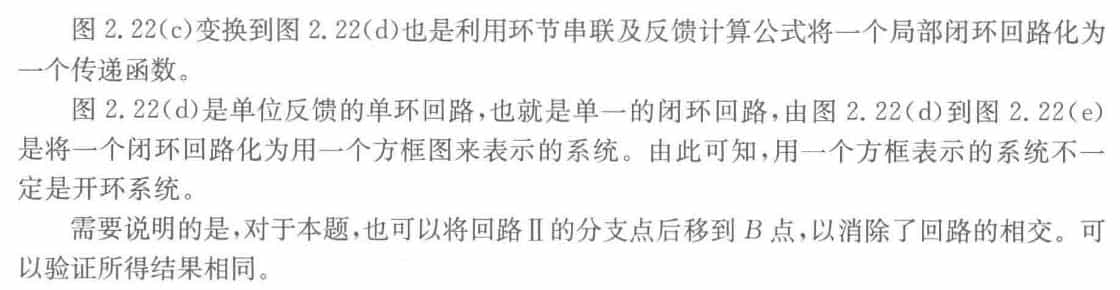 图 2.22(c)变换到图 2.22(d)也是利用环节串联及反馈计算公式将一个局部闭环回路化为
一个传递函数。
图 2.22(d)是单位反馈的单环回路,也就是单一的闭环回路,由图 2.22(d)到图 2.22(e)
是将一个闭环回路化为用一个方框图来表示的系统。由此可知,用一个方框表示的系统不一
定是开环系统。
需要说明的是,对于本题,也可以将回路Ⅱ的分支点后移到 B 点,以消除了回路的相交。可
以验证所得结果相同。